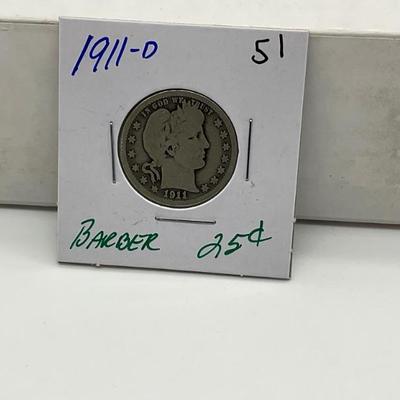 1911-D 51
IN GOD WE TRUST
1911
BARBER 25¢